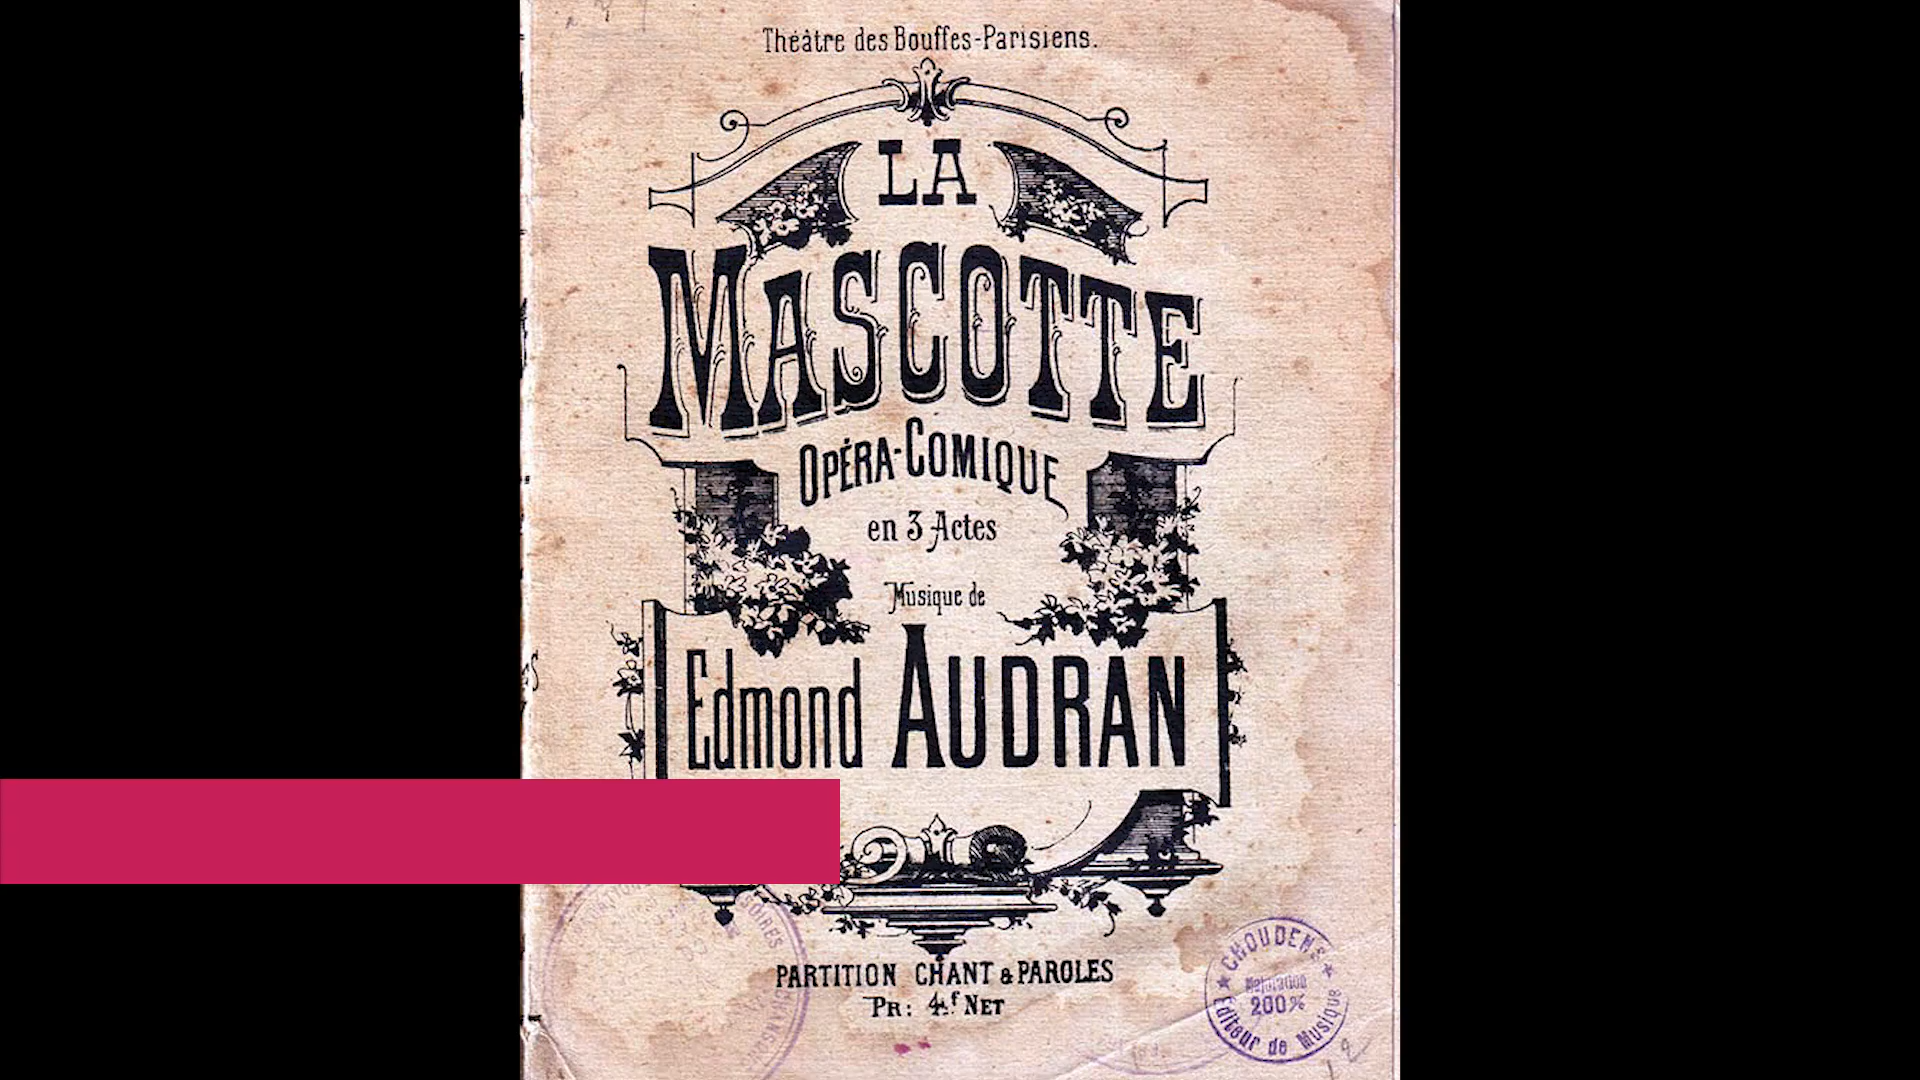 Théâtre des Bouffes-Parisiens.
LA
MASCOTTE
OPÉRA-COMIQUE
en 3 Actes
Musique de
Edmond AUDRAN
PARTITION CHANT & PAROLES
PR: 4f NET
CHOUDENS
Majoration
200%
Editeur de Musique